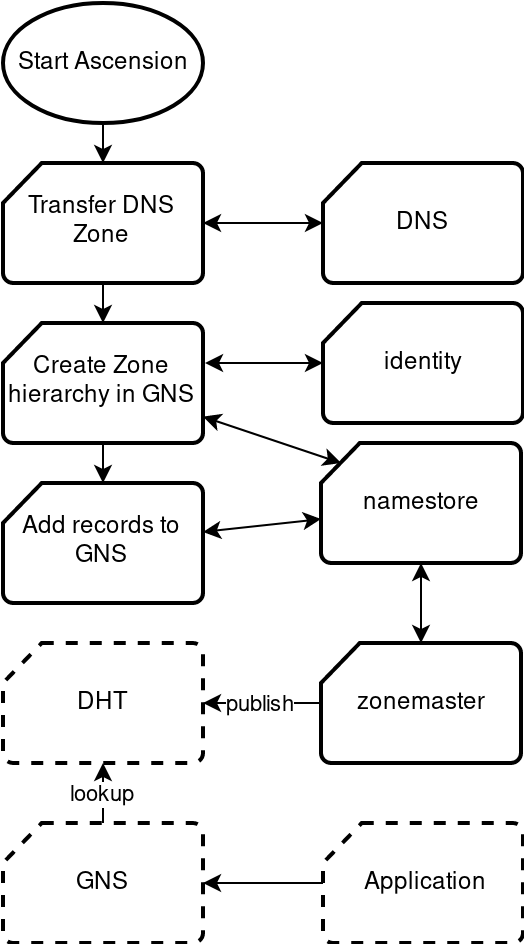 Start Ascension
Transfer DNS
Zone
DNS
Create Zone
hierarchy in GNS
identity
Add records to
GNS
namestore
DHT
publish
zonemaster
lookup
GNS
Application